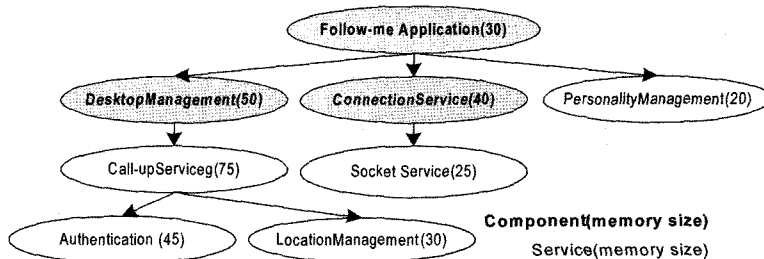 Follow-me Application(30)
DesktopManagement(50)
ConnectionService(40)
PersonalityManagement(20)
Call-upServiceg(75)
Socket Service(25)
Authentication (45)
LocationManagement(30)
Component(memory size)
Service(memory size)